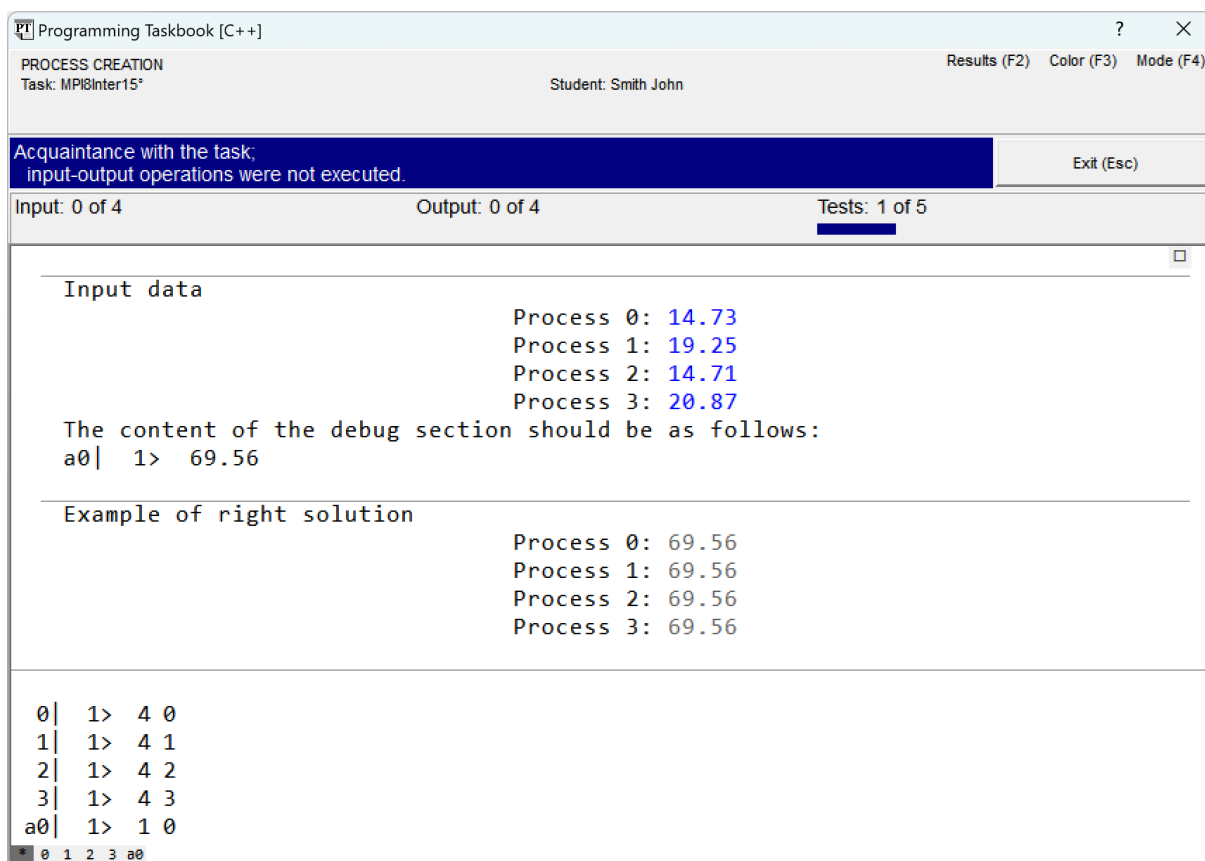 PT Programming Taskbook [C++] ? ×
PROCESS CREATION Results (F2) Color (F3) Mode (F4)
Task: MPI8Inter15° Student: Smith John
Acquaintance with the task;
input-output operations were not executed.
Exit (Esc)
Input: 0 of 4 Output: 0 of 4 Tests: 1 of 5
Input data
Process 0: 14.73
Process 1: 19.25
Process 2: 14.71
Process 3: 20.87
The content of the debug section should be as follows:
a0| 1> 69.56
Example of right solution
Process 0: 69.56
Process 1: 69.56
Process 2: 69.56
Process 3: 69.56
0| 1> 4 0
1| 1> 4 1
2| 1> 4 2
3| 1> 4 3
a0| 1> 1 0
* 0 1 2 3 a0